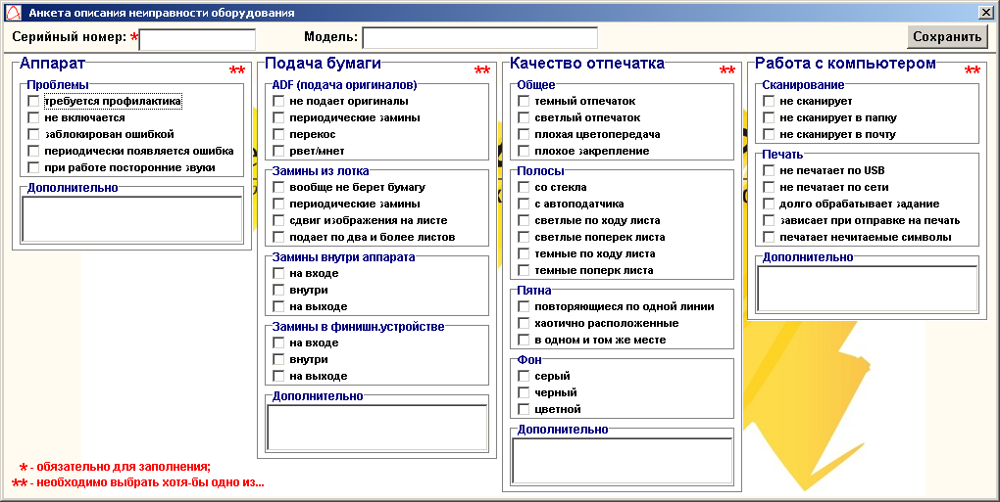 Анкета описания неиправности оборудования
Серийный номер: *
Модель:
Сохранить
Аппарат **
Проблемы
требуется профилактика
не включается
заблокирован ошибкой
периодически появляется ошибка
при работе посторонние звуки
Дополнительно
Подача бумаги **
ADF (подача оригиналов)
не подает оригиналы
периодические замины
перекос
рвет/мнет
Замины из лотка
вообще не берет бумагу
периодические замины
сдвиг изображения на листе
подает по два и более листов
Замины внутри аппарата
на входе
внутри
на выходе
Замины в финишн.устройстве
на входе
внутри
на выходе
Дополнительно
Качество отпечатка **
Общее
темный отпечаток
светлый отпечаток
плохая цветопередача
плохое закрепление
Полосы
со стекла
с автоподатчика
светлые по ходу листа
светлые поперек листа
темные по ходу листа
темные поперк листа
Пятна
повторяющиеся по одной линии
хаотично расположенные
в одном и том же месте
Фон
серый
черный
цветной
Дополнительно
Работа с компьютером **
Сканирование
не сканирует
не сканирует в папку
не сканирует в почту
Печать
не печатает по USB
не печатает по сети
долго обрабатывает задание
зависает при отправке на печать
печатает нечитаемые символы
Дополнительно
* - обязательно для заполнения;
** - необходимо выбрать хотя-бы одно из...